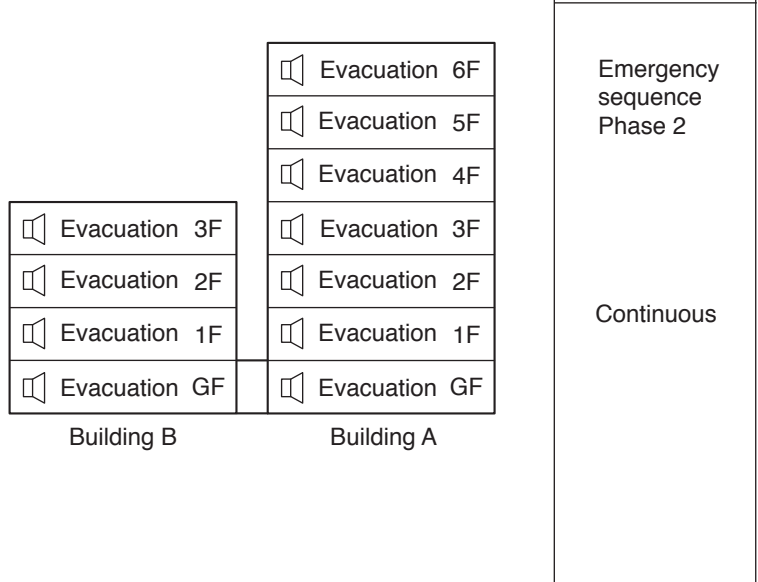 Evacuation 6F
Evacuation 5F
Evacuation 4F
Evacuation 3F
Evacuation 3F
Evacuation 2F
Evacuation 2F
Evacuation 1F
Evacuation 1F
Evacuation GF
Evacuation GF
Building B
Building A
Emergency
sequence
Phase 2
Continuous